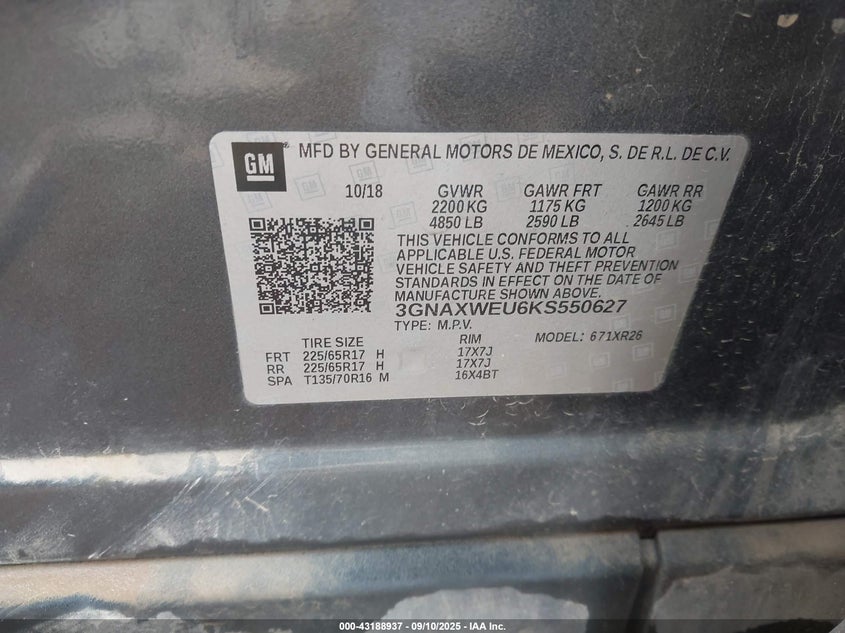 GM MFD BY GENERAL MOTORS DE MEXICO, S. DE R.L. DE C.V.
10/18 GVWR GAWR FRT GAWR RR
2200 KG 1175 KG 1200 KG
4850 LB 2590 LB 2645 LB
THIS VEHICLE CONFORMS TO ALL
APPLICABLE U.S. FEDERAL MOTOR
VEHICLE SAFETY AND THEFT PREVENTION
STANDARDS IN EFFECT ON THE DATE OF
MANUFACTURE SHOWN ABOVE.
3GNAXWEU6KS550627
TYPE: M.P.V. MODEL: 671XR26
TIRE SIZE RIM
FRT 225/65R17 H 17X7J
RR 225/65R17 H 17X7J
SPA T135/70R16 M 16X4BT
000-43188937 - 09/10/2025 - IAA Inc.